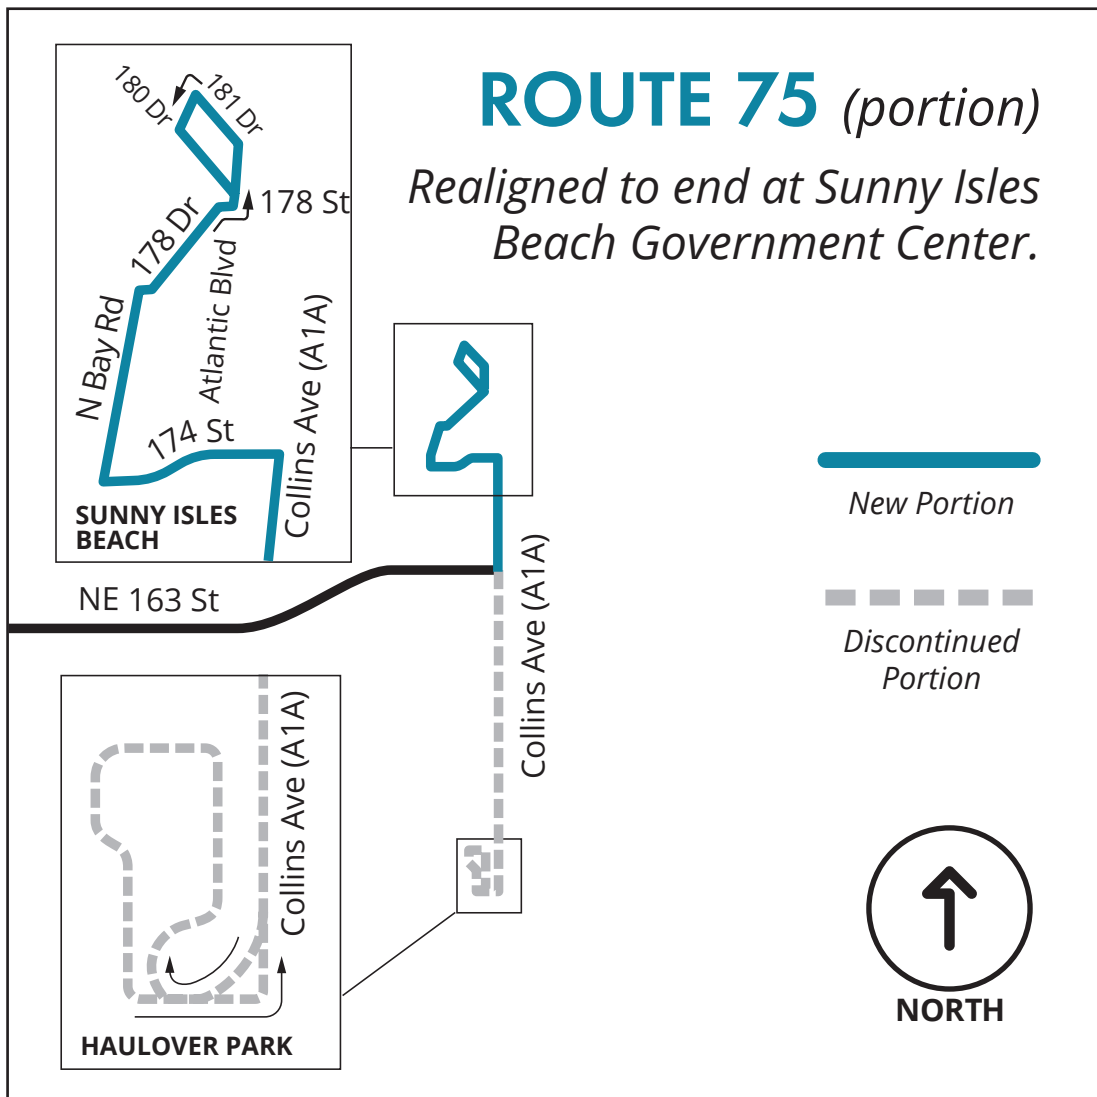 ROUTE 75 (portion)
Realigned to end at Sunny Isles
Beach Government Center.
180 Dr
181 Dr
178 St
178 Dr
Atlantic Blvd
N Bay Rd
174 St
Collins Ave (A1A)
SUNNY ISLES
BEACH
New Portion
NE 163 St
Collins Ave (A1A)
Discontinued
Portion
Collins Ave (A1A)
HAULOVER PARK
NORTH